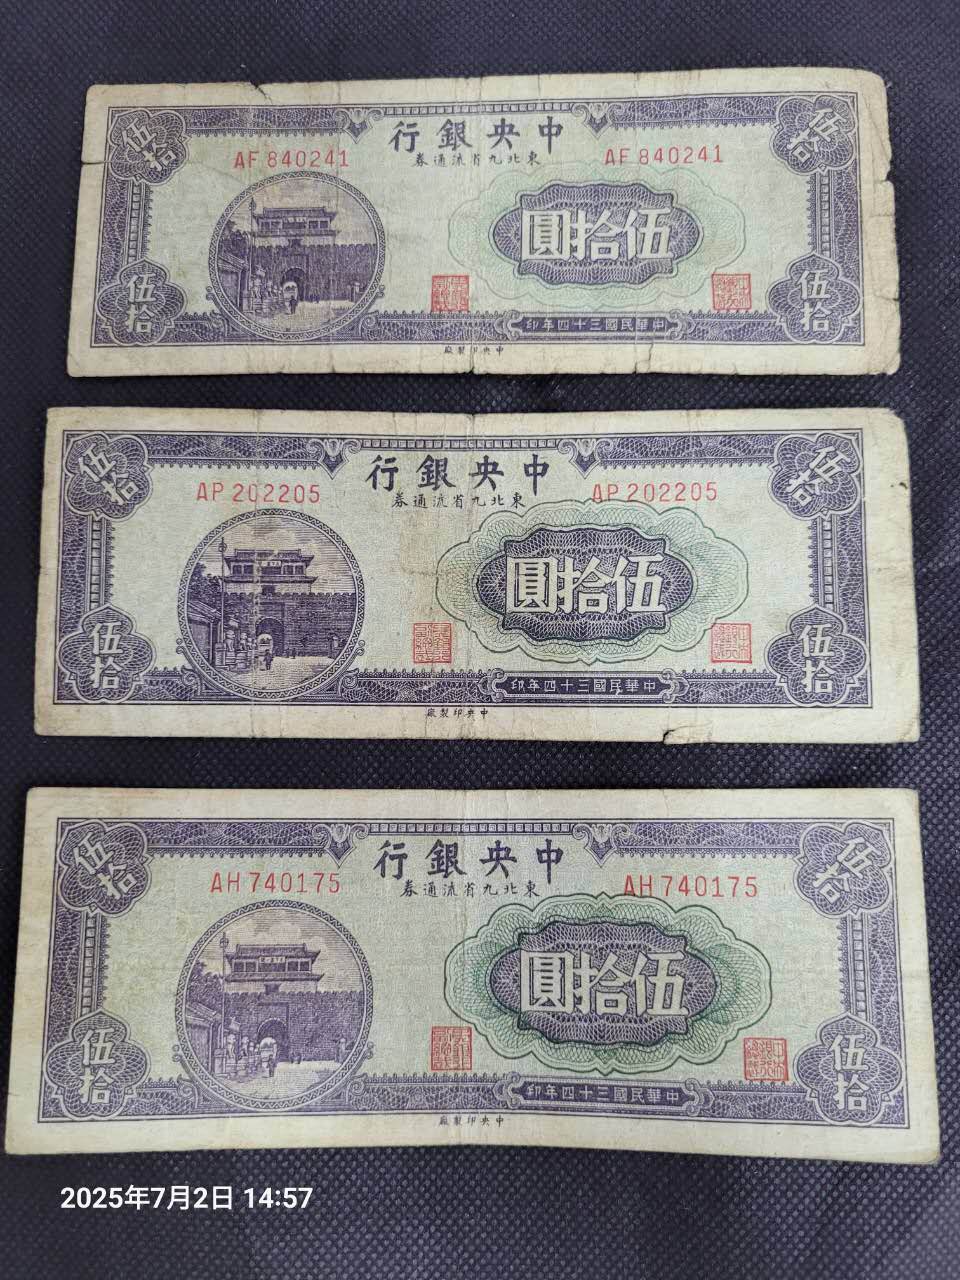 中央銀行
東北九省流通券
伍拾
伍拾
AF 840241
AF 840241
伍拾圓
伍拾
伍拾
中華民國三十四年印
中央印製廠
中央銀行
東北九省流通券
伍拾
伍拾
AP 202205
AP 202205
伍拾圓
伍拾
伍拾
中華民國三十四年印
中央印製廠
中央銀行
東北九省流通券
伍拾
伍拾
AH 740175
AH 740175
伍拾圓
伍拾
伍拾
中華民國三十四年印
中央印製廠
2025年7月2日 14:57